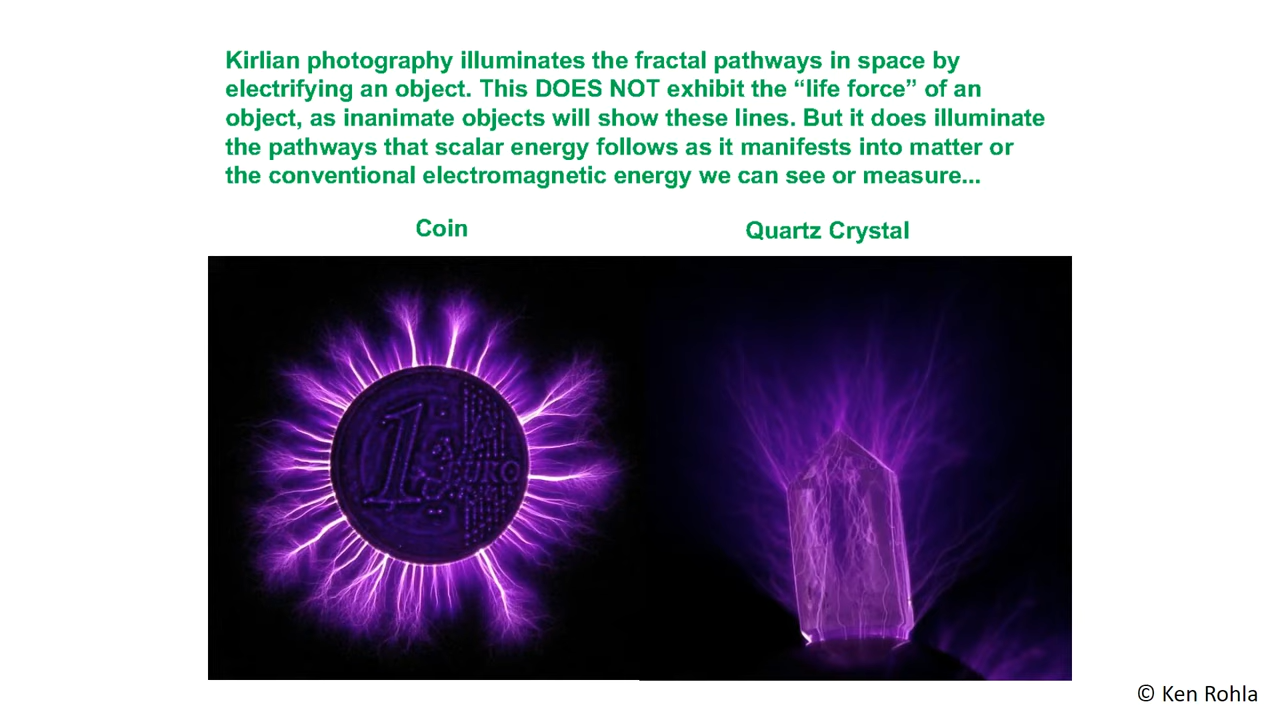 Kirlian photography illuminates the fractal pathways in space by
electrifying an object. This DOES NOT exhibit the “life force” of an
object, as inanimate objects will show these lines. But it does illuminate
the pathways that scalar energy follows as it manifests into matter or
the conventional electromagnetic energy we can see or measure...
Coin
Quartz Crystal
1
EURO
© Ken Rohla